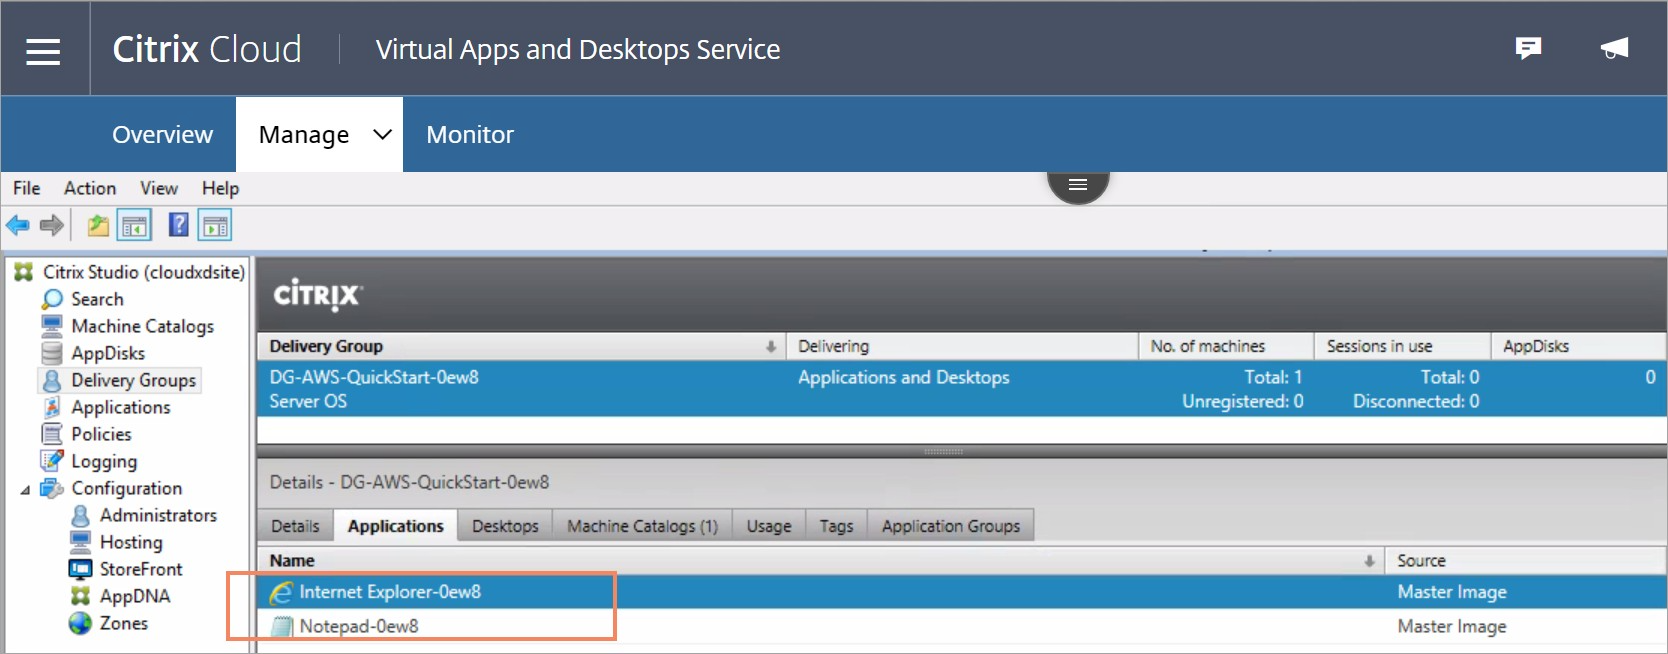 Citrix Cloud Virtual Apps and Desktops Service
Overview Manage Monitor
File Action View Help
?
Citrix Studio (cloudxdsite)
Search
Machine Catalogs
AppDisks
Delivery Groups
Applications
Policies
Logging
Configuration
Administrators
Hosting
StoreFront
AppDNA
Zones
CİTRIX
Delivery Group Delivering No. of machines Sessions in use AppDisks
DG-AWS-QuickStart-0ew8 Applications and Desktops Total: 1 Total: 0 0
Server OS Unregistered: 0 Disconnected: 0
Details - DG-AWS-QuickStart-0ew8
Details Applications Desktops Machine Catalogs (1) Usage Tags Application Groups
Name Source
Internet Explorer-0ew8 Master Image
Notepad-0ew8 Master Image